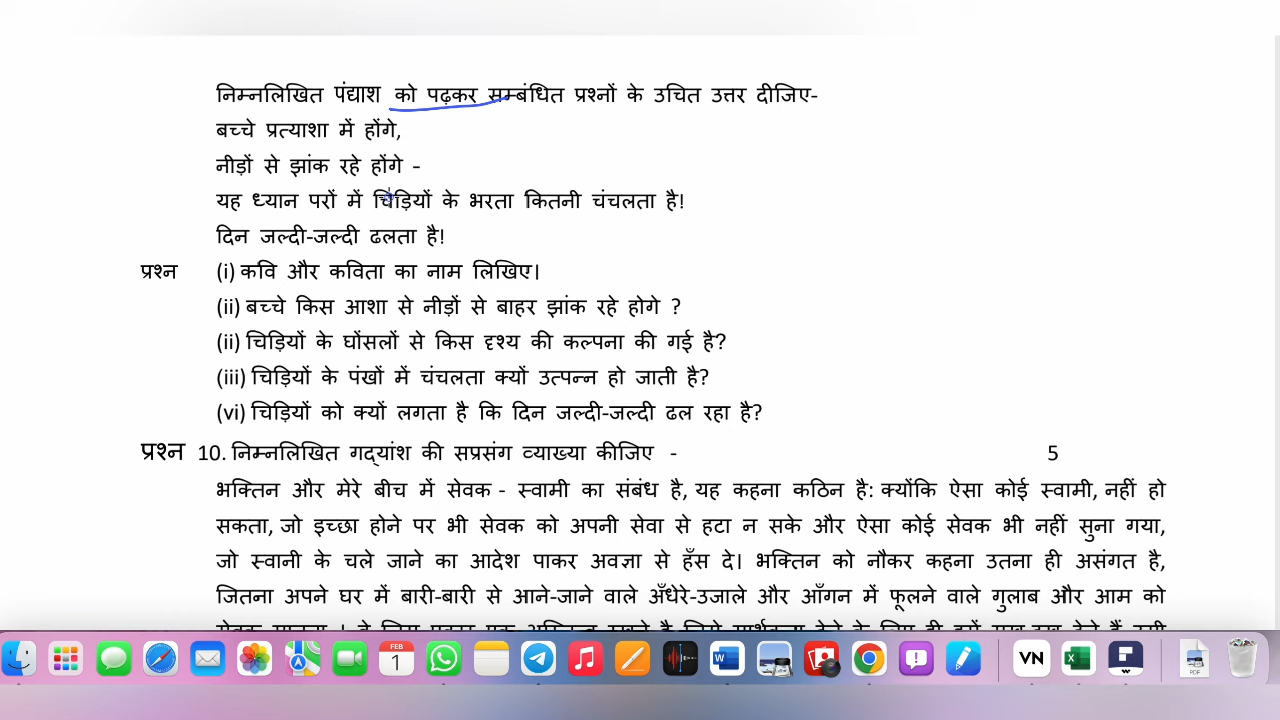 निम्नलिखित पंद्याश को पढ़कर सम्बंधित प्रश्नों के उचित उत्तर दीजिए-
बच्चे प्रत्याशा में होंगे,
नीड़ों से झांक रहे होंगे -
यह ध्यान परों में चिड़ियों के भरता कितनी चंचलता है!
दिन जल्दी-जल्दी ढलता है!
प्रश्न (i) कवि और कविता का नाम लिखिए।
(ii) बच्चे किस आशा से नीड़ों से बाहर झांक रहे होगे ?
(ii) चिड़ियों के घोंसलों से किस दृश्य की कल्पना की गई है?
(iii) चिड़ियों के पंखों में चंचलता क्यों उत्पन्न हो जाती है?
(vi) चिड़ियों को क्यों लगता है कि दिन जल्दी-जल्दी ढल रहा है?
प्रश्न 10. निम्नलिखित गद्यांश की सप्रसंग व्याख्या कीजिए - 5
भक्तिन और मेरे बीच में सेवक - स्वामी का संबंध है, यह कहना कठिन है: क्योंकि ऐसा कोई स्वामी, नहीं हो
सकता, जो इच्छा होने पर भी सेवक को अपनी सेवा से हटा न सके और ऐसा कोई सेवक भी नहीं सुना गया,
जो स्वानी के चले जाने का आदेश पाकर अवज्ञा से हँस दे। भक्तिन को नौकर कहना उतना ही असंगत है,
जितना अपने घर में बारी-बारी से आने-जाने वाले अँधेरे-उजाले और आँगन में फूलने वाले गुलाब और आम को
FEB
1
W
VN
X
W
PDF